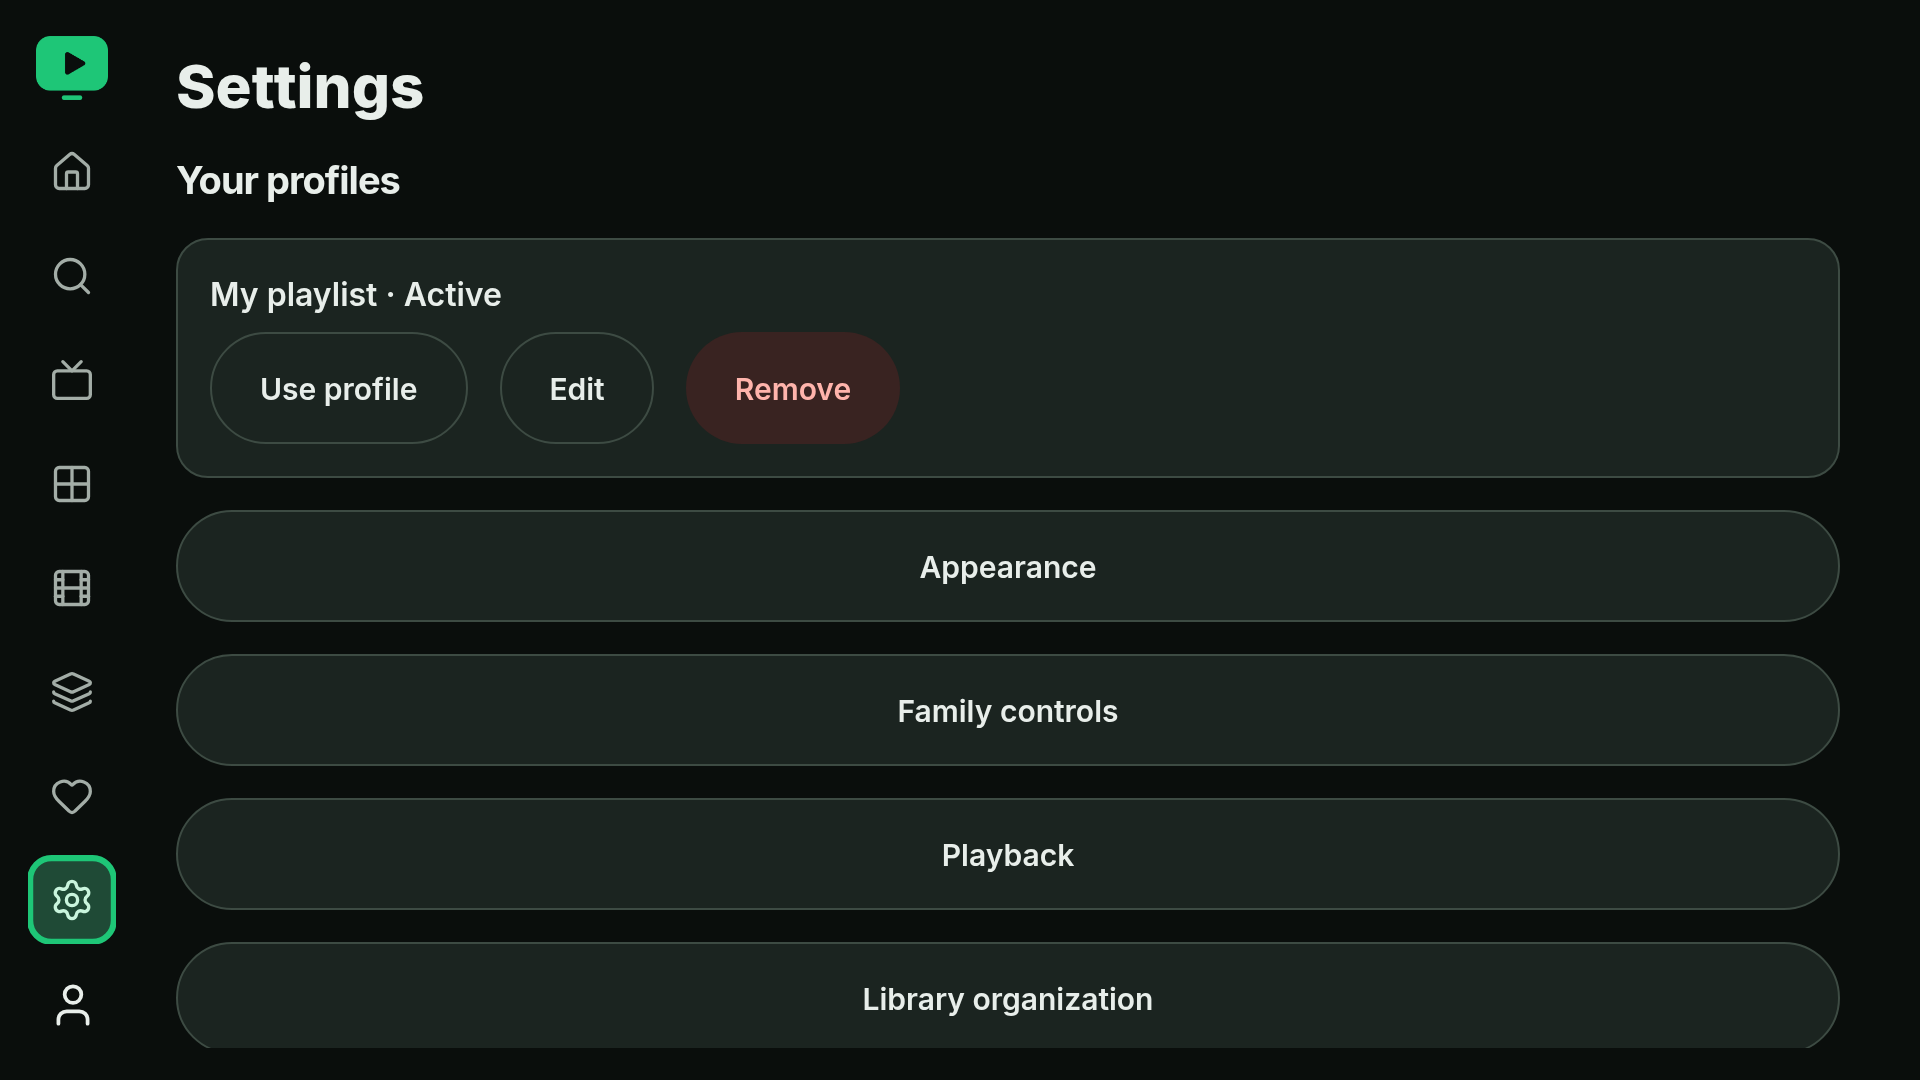 Settings
Your profiles
My playlist · Active
Use profile
Edit
Remove
Appearance
Family controls
Playback
Library organization